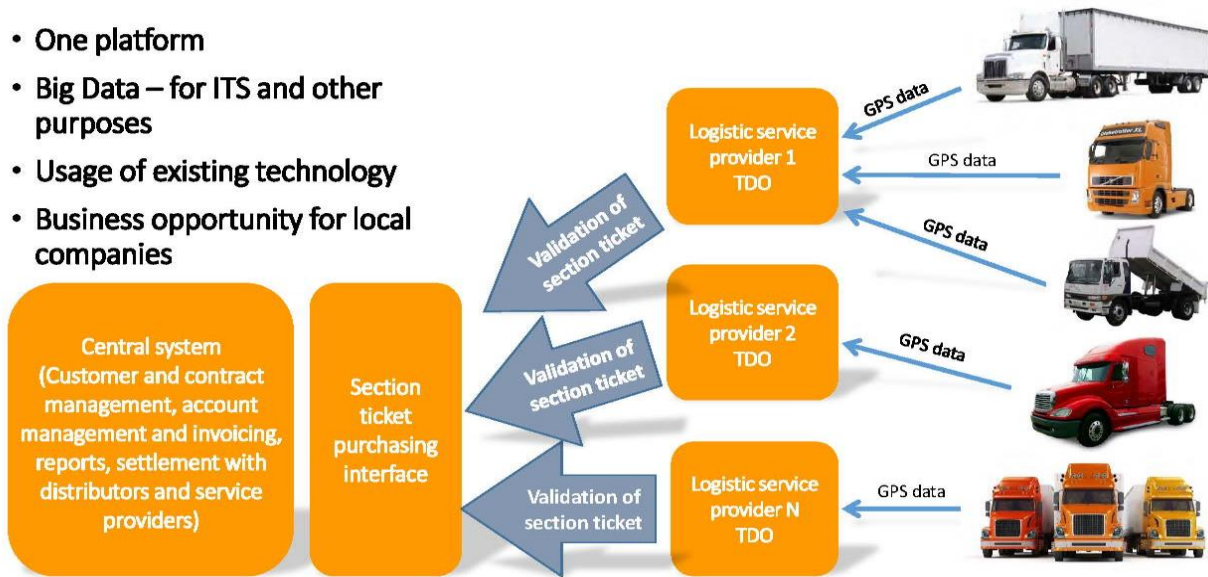 • One platform
• Big Data – for ITS and other
purposes
• Usage of existing technology
• Business opportunity for local
companies
Central system
(Customer and contract
management, account
management and invoicing,
reports, settlement with
distributors and service
providers)
Section
ticket
purchasing
interface
Validation of
section ticket
Validation of
section ticket
Validation of
section ticket
Logistic service
provider 1
TDO
Logistic service
provider 2
TDO
Logistic service
provider N
TDO
GPS data
GPS data
GPS data
GPS data
GPS data
Globetrotter XL